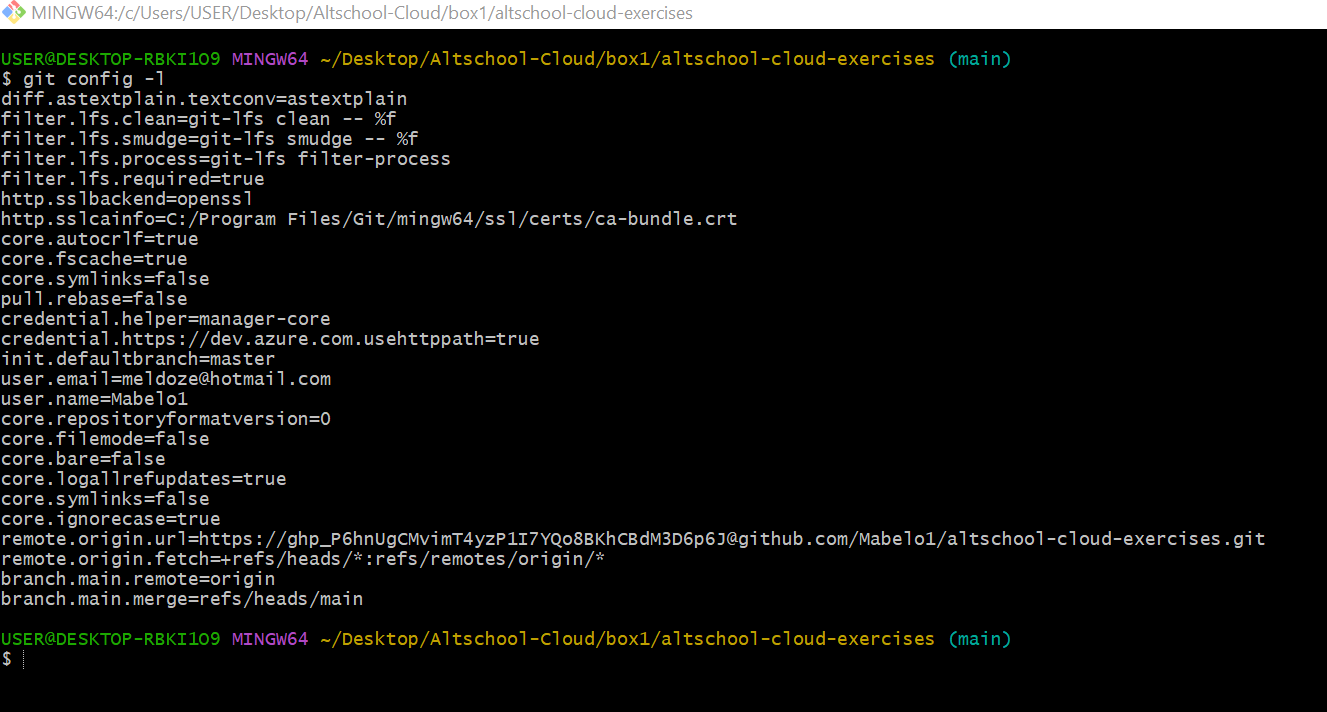 MINGW64:/c/Users/USER/Desktop/Altschool-Cloud/box1/altschool-cloud-exercises
USER@DESKTOP-RBKI1O9 MINGW64 ~/Desktop/Altschool-Cloud/box1/altschool-cloud-exercises (main)
$ git config -l
diff.astextplain.textconv=astextplain
filter.lfs.clean=git-lfs clean -- %f
filter.lfs.smudge=git-lfs smudge -- %f
filter.lfs.process=git-lfs filter-process
filter.lfs.required=true
http.sslbackend=openssl
http.sslcainfo=C:/Program Files/Git/mingw64/ssl/certs/ca-bundle.crt
core.autocrlf=true
core.fscache=true
core.symlinks=false
pull.rebase=false
credential.helper=manager-core
credential.https://dev.azure.com.usehttppath=true
init.defaultbranch=master
user.email=meldoze@hotmail.com
user.name=Mabelo1
core.repositoryformatversion=0
core.filemode=false
core.bare=false
core.logallrefupdates=true
core.symlinks=false
core.ignorecase=true
remote.origin.url=https://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@github.com/Mabelo1/altschool-cloud-exercises.git
remote.origin.fetch=+refs/heads/*:refs/remotes/origin/*
branch.main.remote=origin
branch.main.merge=refs/heads/main
USER@DESKTOP-RBKI1O9 MINGW64 ~/Desktop/Altschool-Cloud/box1/altschool-cloud-exercises (main)
$